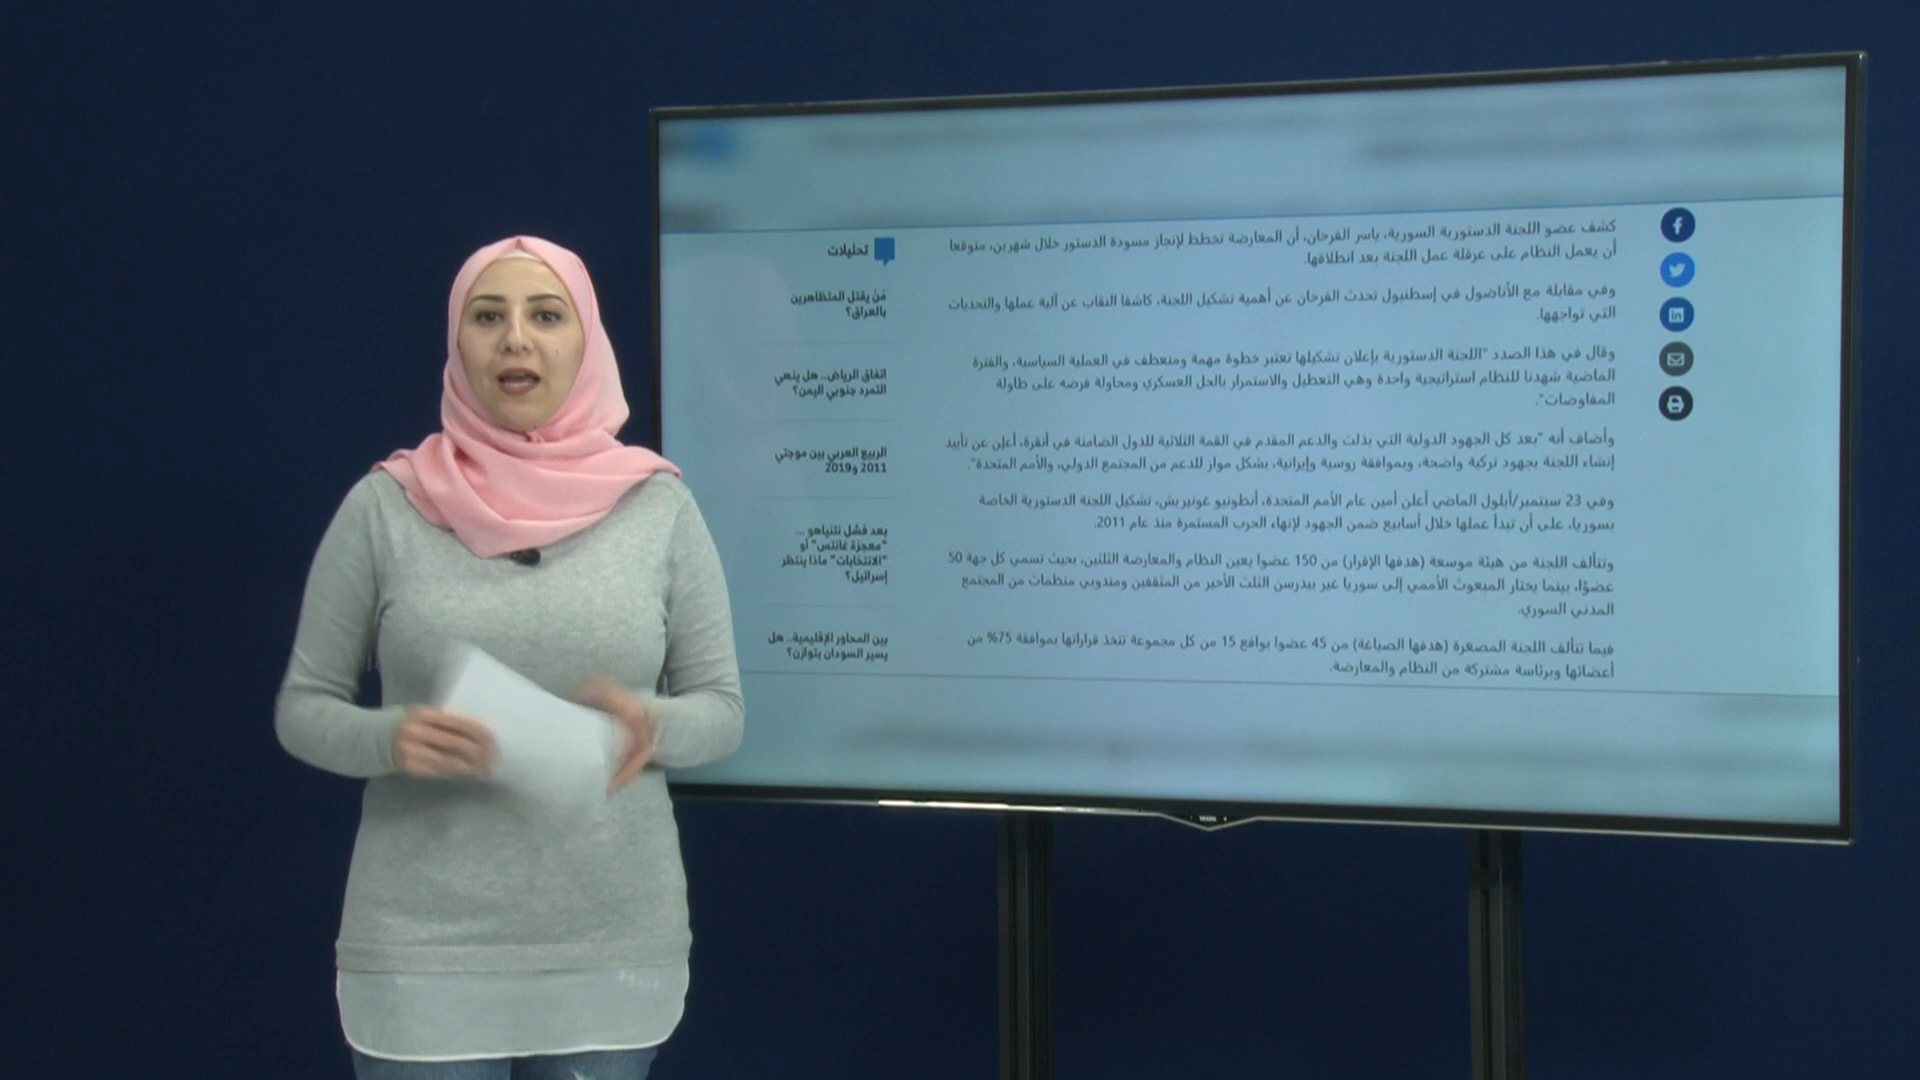 كشف عضو اللجنة الدستورية السورية، ياسر الفرحان، أن المعارضة تخطط لإنجاز مسودة الدستور خلال شهرين، متوقعا
أن يعمل النظام على عرقلة عمل اللجنة بعد انطلاقها.
وفي مقابلة مع الأناضول في إسطنبول تحدث الفرحان عن أهمية تشكيل اللجنة، كاشفا النقاب عن آلية عملها والتحديات
التي تواجهها.
وقال في هذا الصدد "اللجنة الدستورية بإعلان تشكيلها تعتبر خطوة مهمة ومنعطف في العملية السياسية، والفترة
الماضية شهدنا للنظام استراتيجية واحدة وهي التعطيل والاستمرار بالحل العسكري ومحاولة فرضه على طاولة
المفاوضات".
وأضاف أنه "بعد كل الجهود الدولية التي بذلت والدعم المقدم في القمة الثلاثية للدول الضامنة في أنقرة، أعلن عن تأييد
إنشاء اللجنة بجهود تركية واضحة، وبموافقة روسية وإيرانية، بشكل مواز للدعم من المجتمع الدولي، والأمم المتحدة".
وفي 23 سبتمبر/أيلول الماضي أعلن أمين عام الأمم المتحدة، أنطونيو غوتيريش، تشكيل اللجنة الدستورية الخاصة
بسوريا، على أن تبدأ عملها خلال أسابيع ضمن الجهود لإنهاء الحرب المستمرة منذ عام 2011.
وتتألف اللجنة من هيئة موسعة (هدفها الإقرار) من 150 عضوا يعين النظام والمعارضة الثلثين، بحيث تسمي كل جهة 50
عضوًا، بينما يختار المبعوث الأممي إلى سوريا غير بيدرسن الثلث الأخير من المثقفين ومندوبي منظمات من المجتمع
المدني السوري.
فيما تتألف اللجنة المصغرة (هدفها الصياغة) من 45 عضوا بواقع 15 من كل مجموعة تتخذ قراراتها بموافقة 75% من
أعضائها وبرئاسة مشتركة من النظام والمعارضة.
تحليلات
مَنْ يقتل المتظاهرين
بالعراق؟
اتفاق الرياض.. هل ينهي
التمرد جنوبي اليمن؟
الربيع العربي بين موجتي
2011 و2019
بعد فشل نتنياهو ...
"معجزة غانتس" أو
"الانتخابات" ماذا ينتظر
إسرائيل؟
بين المحاور الإقليمية.. هل
يسير السودان بتوازن؟